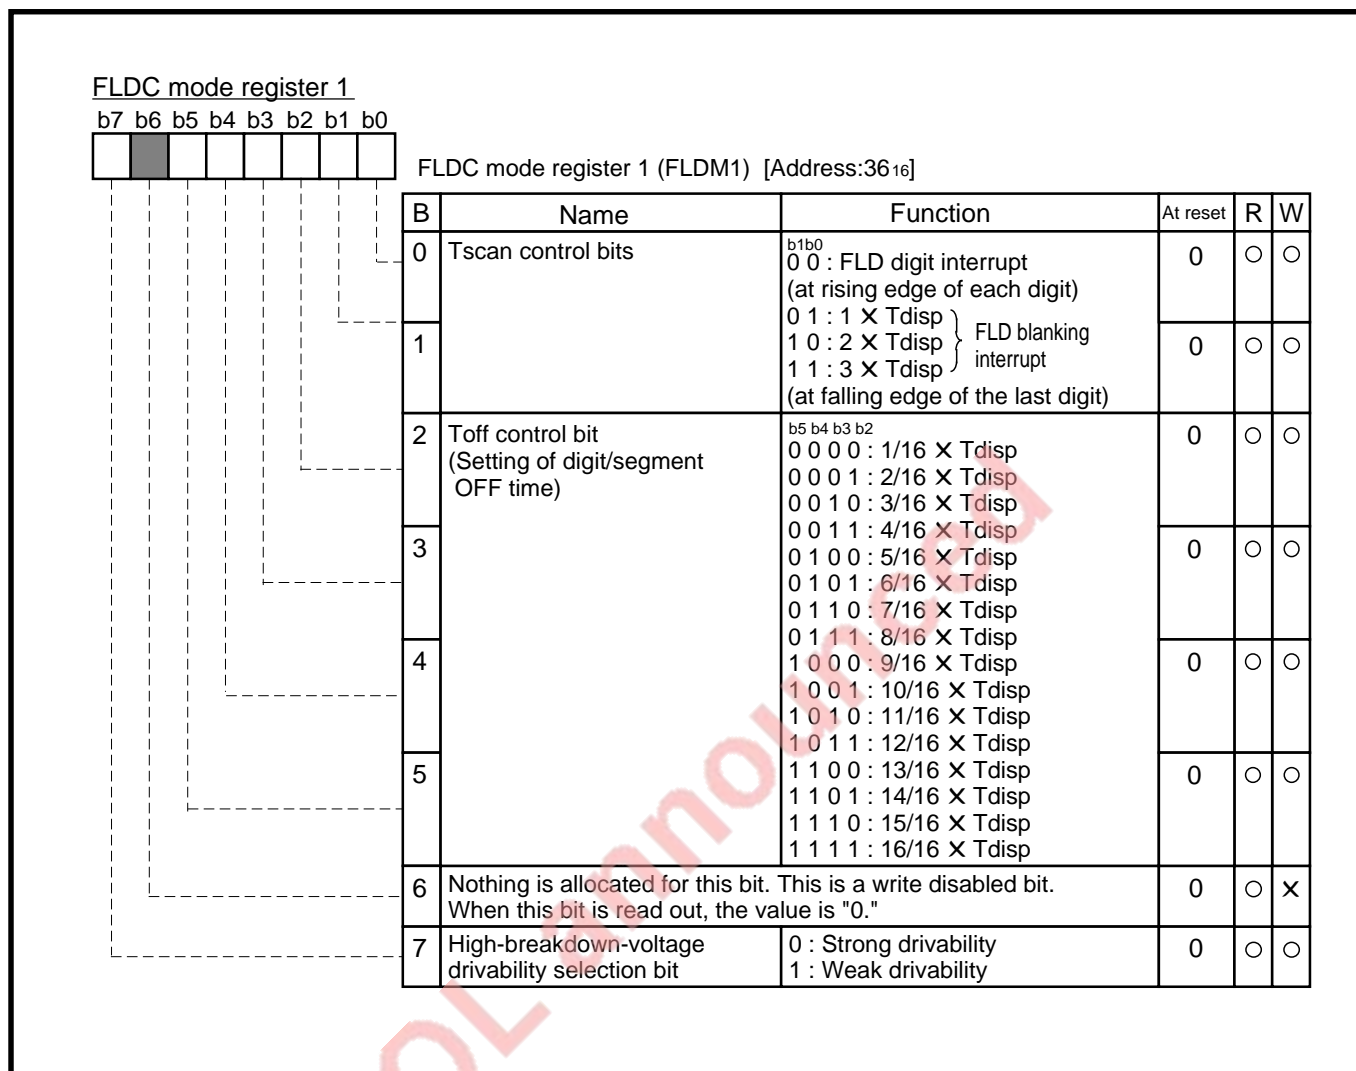 FLDC mode register 1
b7 b6 b5 b4 b3 b2 b1 b0
FLDC mode register 1 (FLDM1) [Address:3616]
B Name Function At reset R W
0 Tscan control bits b1b0 0 ○ ○
0 0 : FLD digit interrupt
(at rising edge of each digit)
0 1 : 1 ✕ Tdisp
1 1 0 : 2 ✕ Tdisp FLD blanking 0 ○ ○
1 1 : 3 ✕ Tdisp interrupt
(at falling edge of the last digit)
2 Toff control bit b5 b4 b3 b2 0 ○ ○
(Setting of digit/segment 0 0 0 0 : 1/16 ✕ Tdisp
OFF time) 0 0 0 1 : 2/16 ✕ Tdisp
0 0 1 0 : 3/16 ✕ Tdisp
0 0 1 1 : 4/16 ✕ Tdisp
3 0 1 0 0 : 5/16 ✕ Tdisp 0 ○ ○
0 1 0 1 : 6/16 ✕ Tdisp
0 1 1 0 : 7/16 ✕ Tdisp
0 1 1 1 : 8/16 ✕ Tdisp
4 1 0 0 0 : 9/16 ✕ Tdisp 0 ○ ○
1 0 0 1 : 10/16 ✕ Tdisp
1 0 1 0 : 11/16 ✕ Tdisp
1 0 1 1 : 12/16 ✕ Tdisp
5 1 1 0 0 : 13/16 ✕ Tdisp 0 ○ ○
1 1 0 1 : 14/16 ✕ Tdisp
1 1 1 0 : 15/16 ✕ Tdisp
1 1 1 1 : 16/16 ✕ Tdisp
6 Nothing is allocated for this bit. This is a write disabled bit. 0 ○ ✕
When this bit is read out, the value is "0."
7 High-breakdown-voltage 0 : Strong drivability 0 ○ ○
drivability selection bit 1 : Weak drivability
OL announced